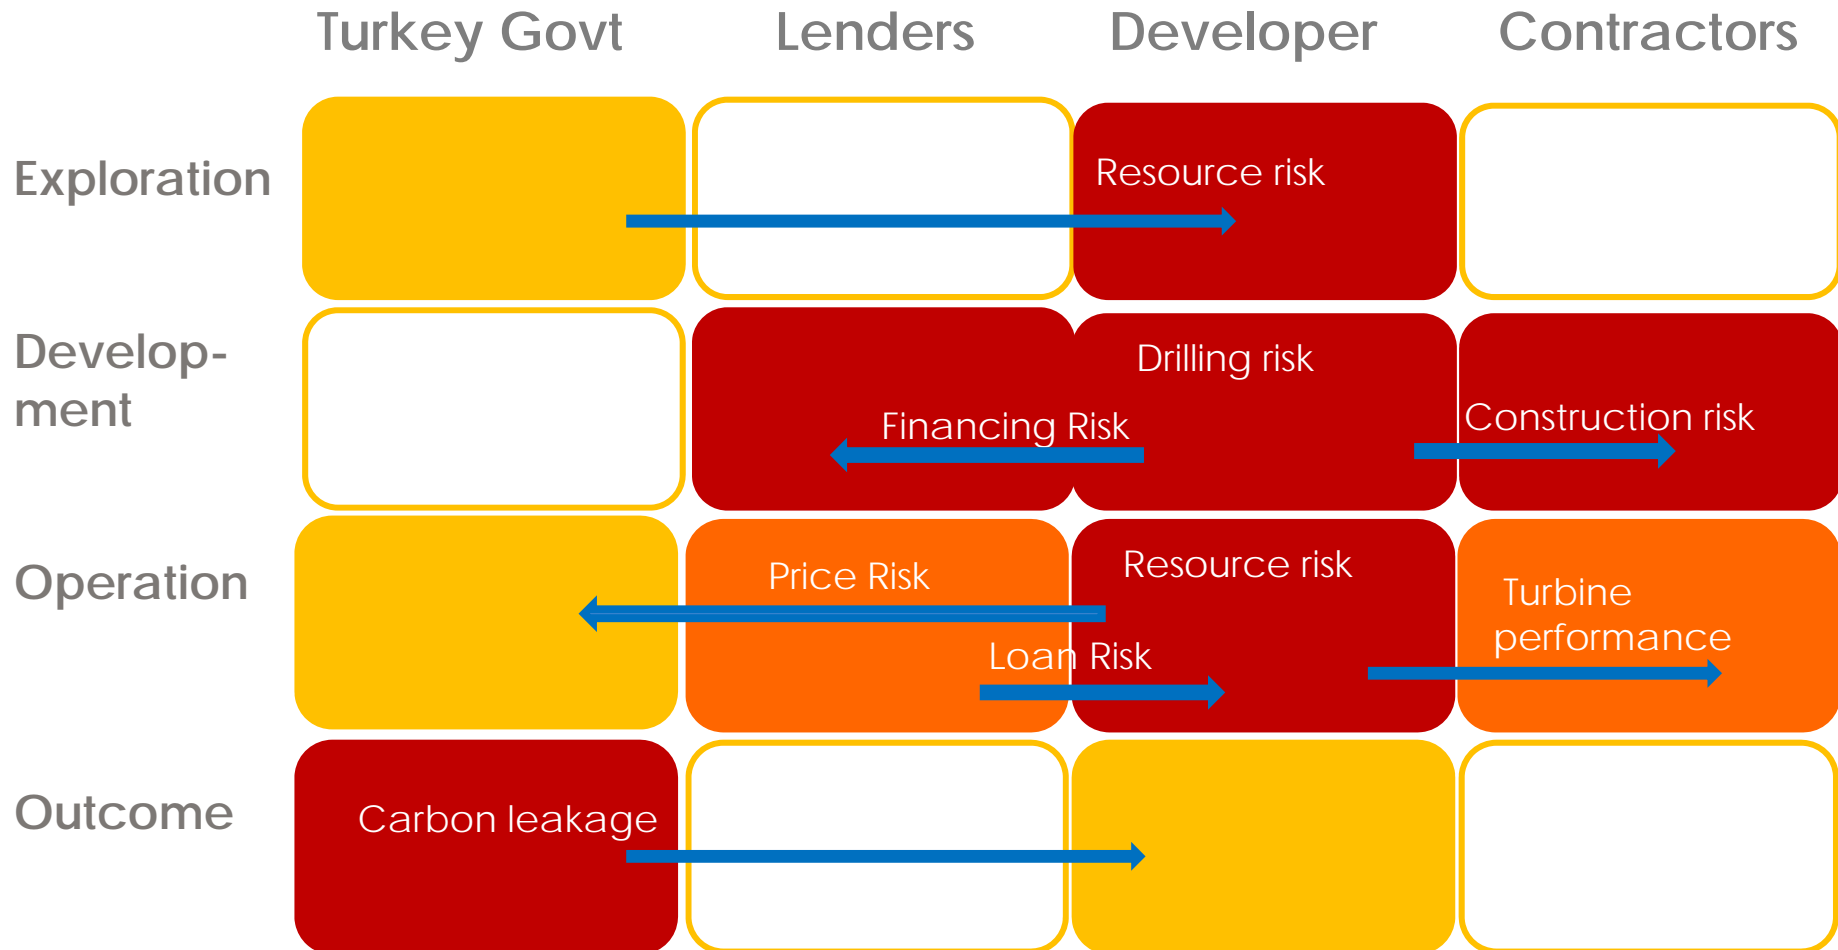 Turkey Govt
Lenders
Developer
Contractors
Exploration
Resource risk
Develop-
ment
Drilling risk
Financing Risk
Construction risk
Operation
Price Risk
Resource risk
Turbine
performance
Loan Risk
Outcome
Carbon leakage